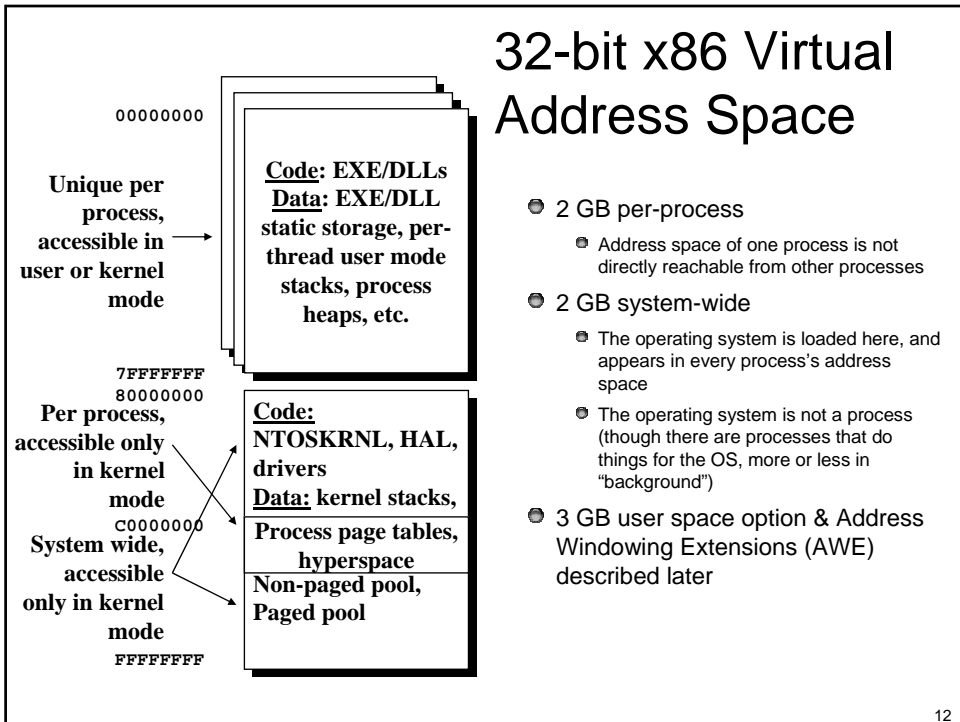 32-bit x86 Virtual
Address Space
00000000
Unique per
process,
accessible in
user or kernel
mode
Code: EXE/DLLs
Data: EXE/DLL
static storage, per-
thread user mode
stacks, process
heaps, etc.
7FFFFFFF
80000000
Per process,
accessible only
in kernel
mode
C0000000
System wide,
accessible
only in kernel
mode
FFFFFFFF
Code:
NTOSKRNL, HAL,
drivers
Data: kernel stacks,
Process page tables,
hyperspace
Non-paged pool,
Paged pool
2 GB per-process
Address space of one process is not
directly reachable from other processes
2 GB system-wide
The operating system is loaded here, and
appears in every process’s address
space
The operating system is not a process
(though there are processes that do
things for the OS, more or less in
“background”)
3 GB user space option & Address
Windowing Extensions (AWE)
described later
12